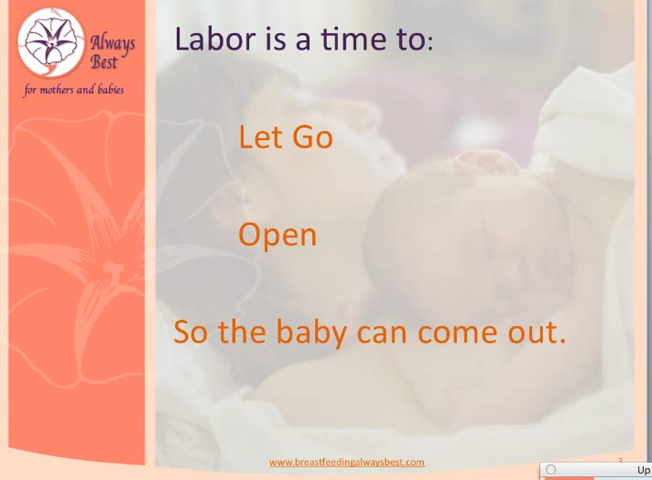 Always
Best
for mothers and babies
Labor is a time to:
Let Go
Open
So the baby can come out.
www.breastfeedingalwaysbest.com
3
Up